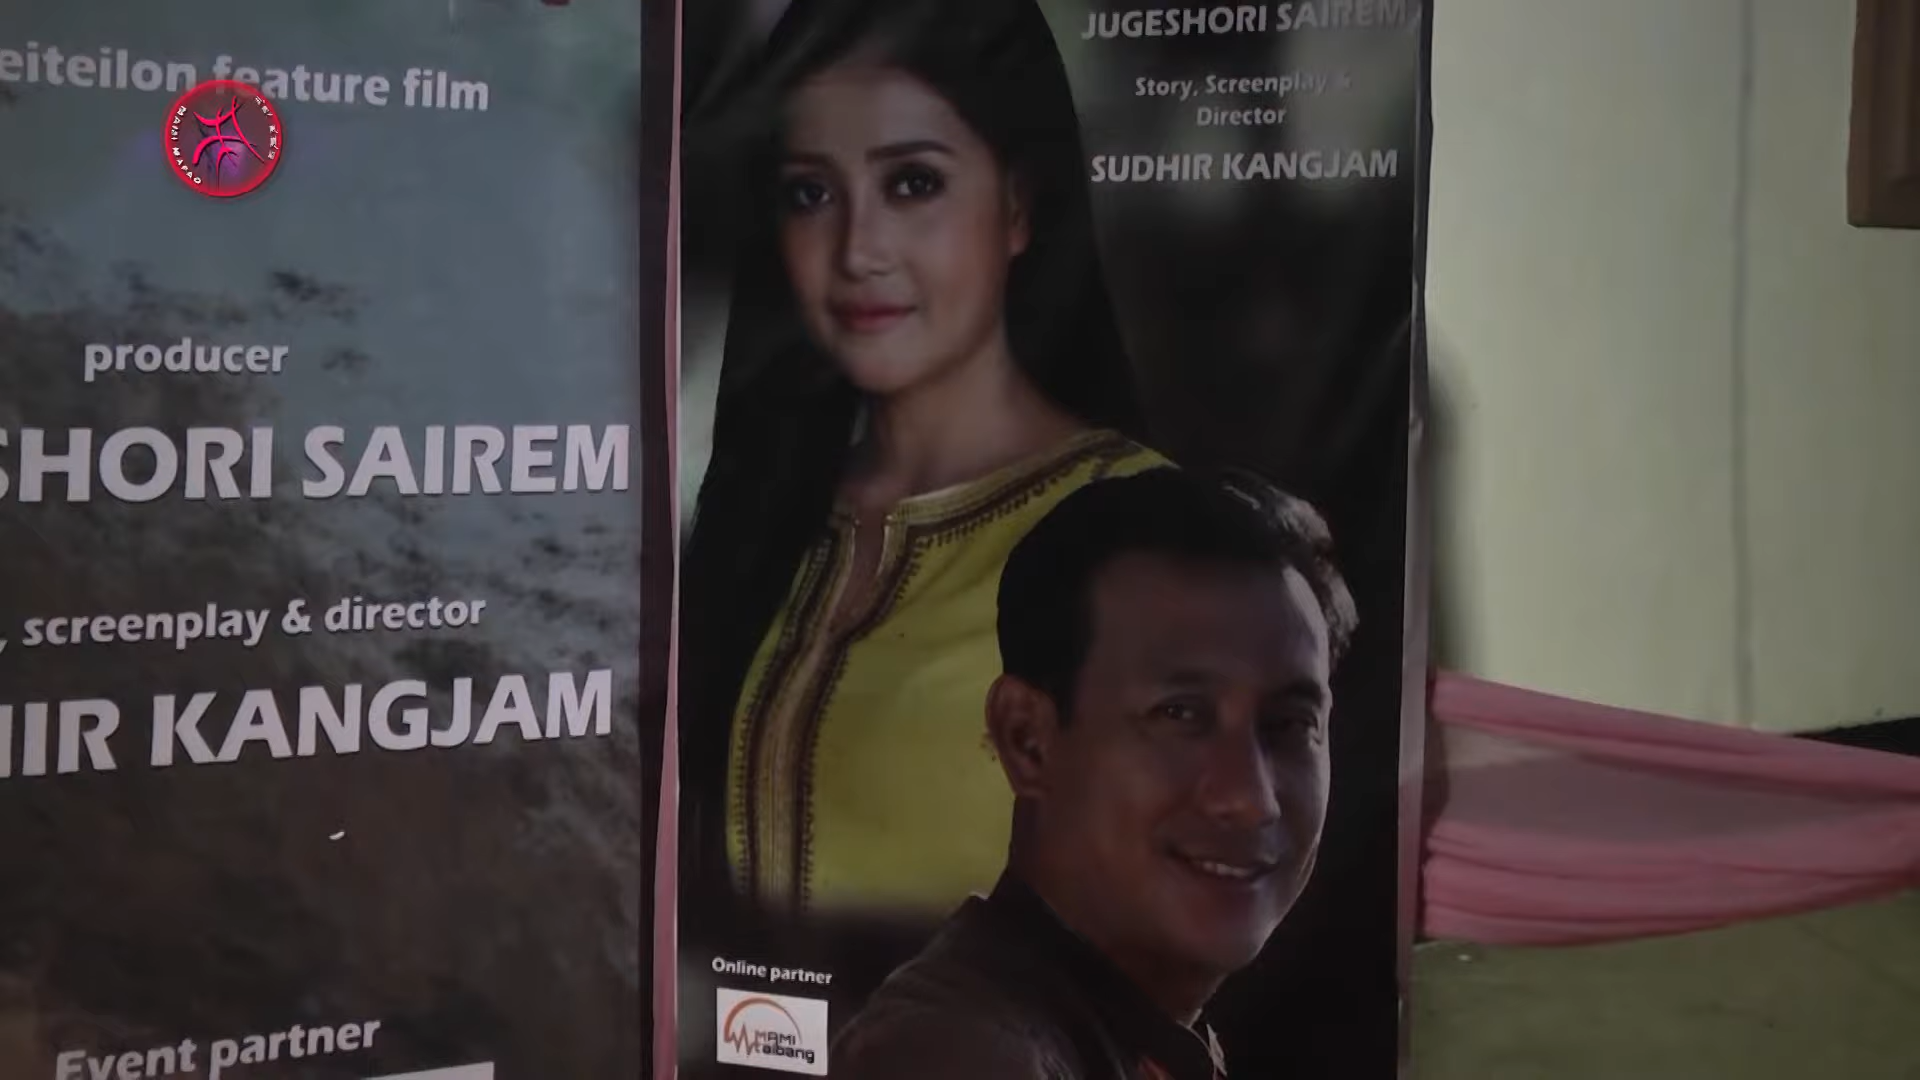 eiteilon feature film
producer
SHORI SAIREM
, screenplay & director
HIR KANGJAM
Event partner
JUGESHORI SAIREM
Story, Screenplay &
Director
SUDHIR KANGJAM
Online partner
MAMI
taibang